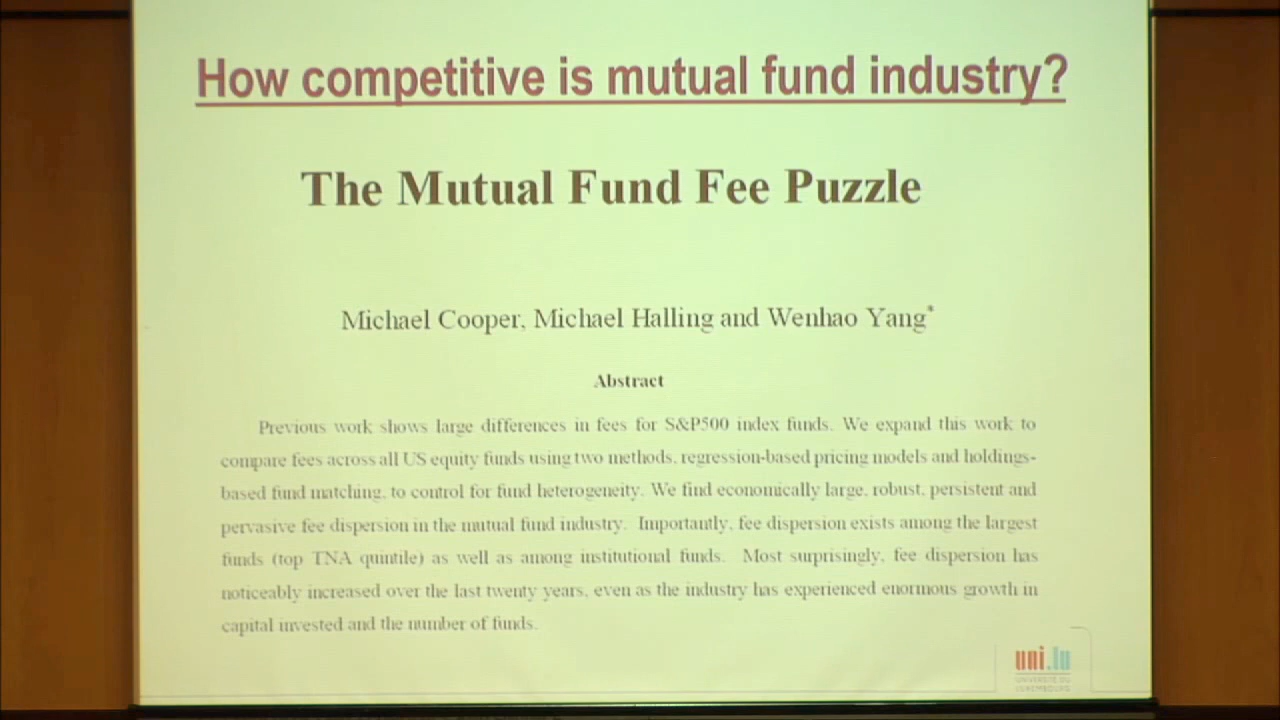 How competitive is mutual fund industry?
The Mutual Fund Fee Puzzle
Michael Cooper, Michael Halling and Wenhao Yang*
Abstract
Previous work shows large differences in fees for S&P500 index funds. We expand this work to
compare fees across all US equity funds using two methods, regression-based pricing models and holdings-
based fund matching, to control for fund heterogeneity. We find economically large, robust, persistent and
pervasive fee dispersion in the mutual fund industry. Importantly, fee dispersion exists among the largest
funds (top TNA quintile) as well as among institutional funds. Most surprisingly, fee dispersion has
noticeably increased over the last twenty years, even as the industry has experienced enormous growth in
capital invested and the number of funds.
uni.lu
UNIVERSITÉ DU
LUXEMBOURG